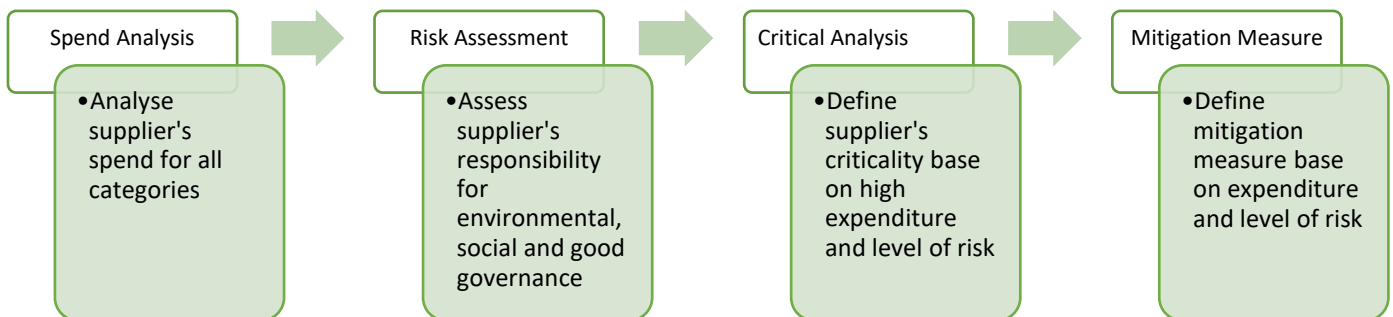 Spend Analysis
•Analyse
supplier's
spend for all
categories
Risk Assessment
•Assess
supplier's
responsibility
for
environmental,
social and good
governance
Critical Analysis
•Define
supplier's
criticality base
on high
expenditure
and level of risk
Mitigation Measure
•Define
mitigation
measure base
on expenditure
and level of risk